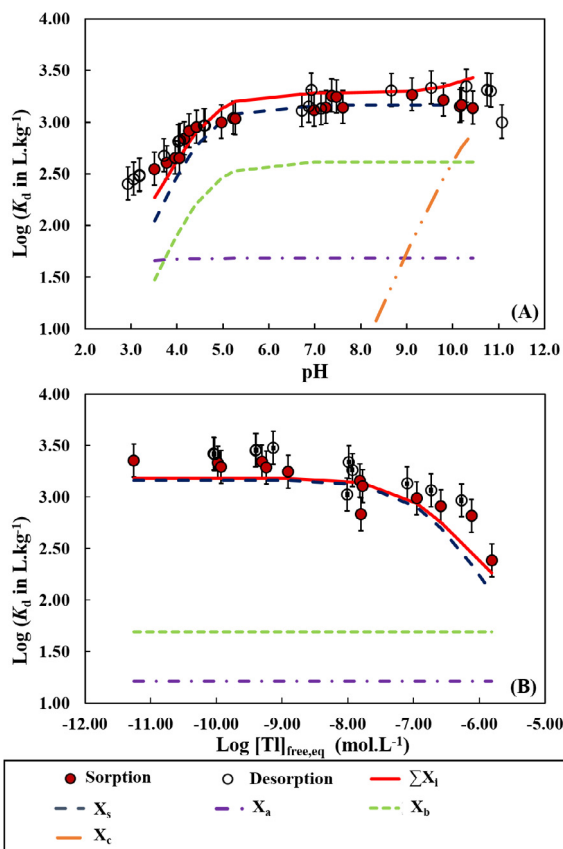 4.00
(A)
3.50
3.00
2.50
2.00
1.50
1.00
Log (Kd in L.kg-1)
2.0 3.0 4.0 5.0 6.0 7.0 8.0 9.0 10.0 11.0 12.0
pH
4.00
3.50
3.00
2.50
2.00
1.50
1.00
Log (Kd in L.kg-1)
(B)
-12.00 -11.00 -10.00 -9.00 -8.00 -7.00 -6.00 -5.00
Log [Tl]free,eq (mol.L-1)
Sorption Desorption ∑Xi
Xs Xa Xb
Xc